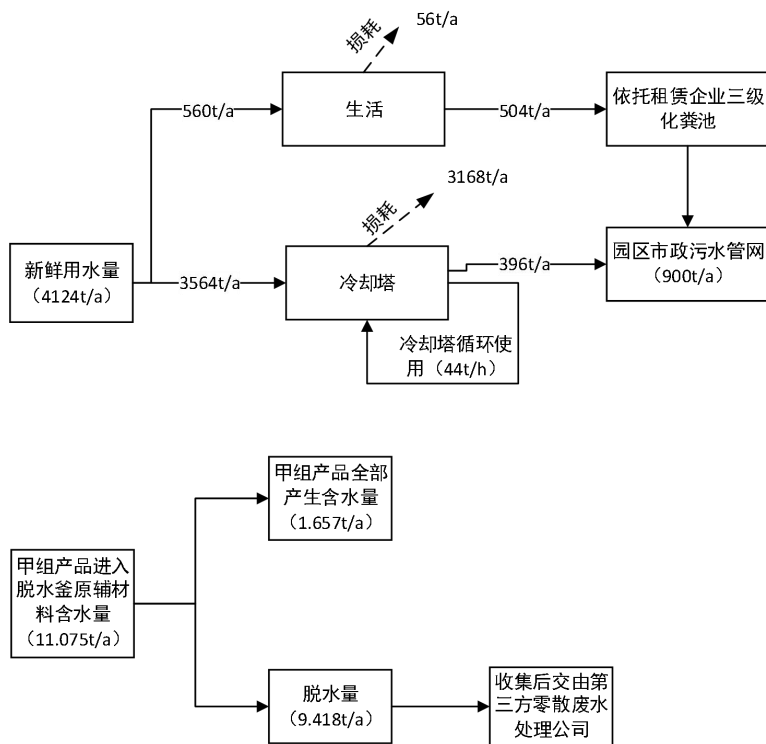 损耗
56t/a
560t/a
生活
504t/a
依托租赁企业三级
化粪池
损耗
3168t/a
新鲜用水量
（4124t/a）
3564t/a
冷却塔
396t/a
园区市政污水管网
（900t/a）
冷却塔循环使
用（44t/h）
甲组产品全部
产生含水量
（1.657t/a）
甲组产品进入
脱水釜原辅材
料含水量
（11.075t/a）
脱水量
（9.418t/a）
收集后交由第
三方零散废水
处理公司